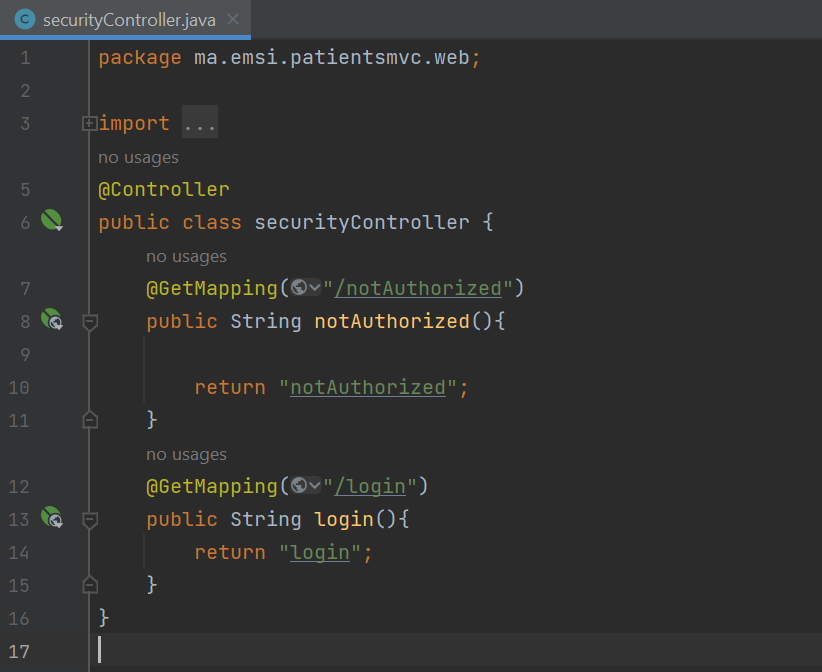 C securityController.java
1 package ma.emsi.patientsmvc.web;
2
3 import ...
no usages
5 @Controller
6 public class securityController {
no usages
7 @GetMapping("/notAuthorized")
8 public String notAuthorized(){
9
10 return "notAuthorized";
11 }
no usages
12 @GetMapping("/login")
13 public String login(){
14 return "login";
15 }
16 }
17